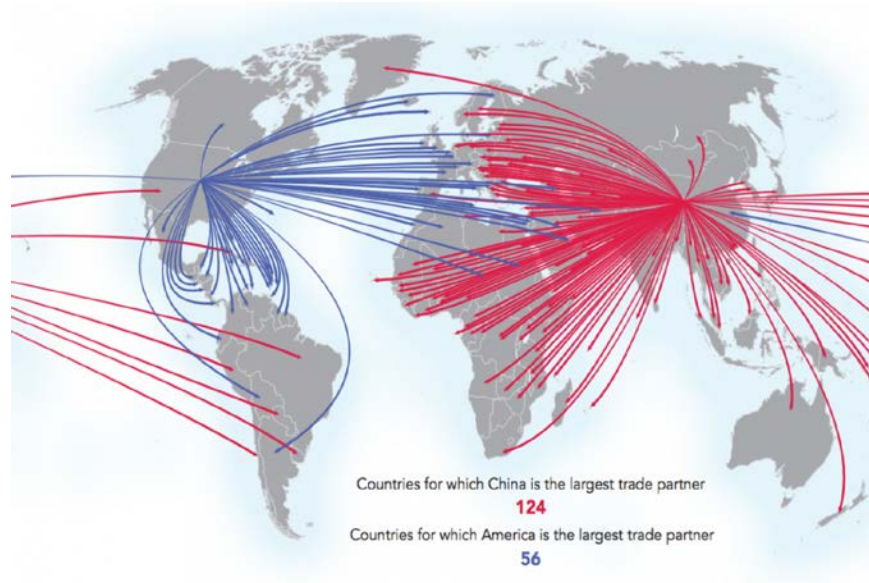 Countries for which China is the largest trade partner
124
Countries for which America is the largest trade partner
56